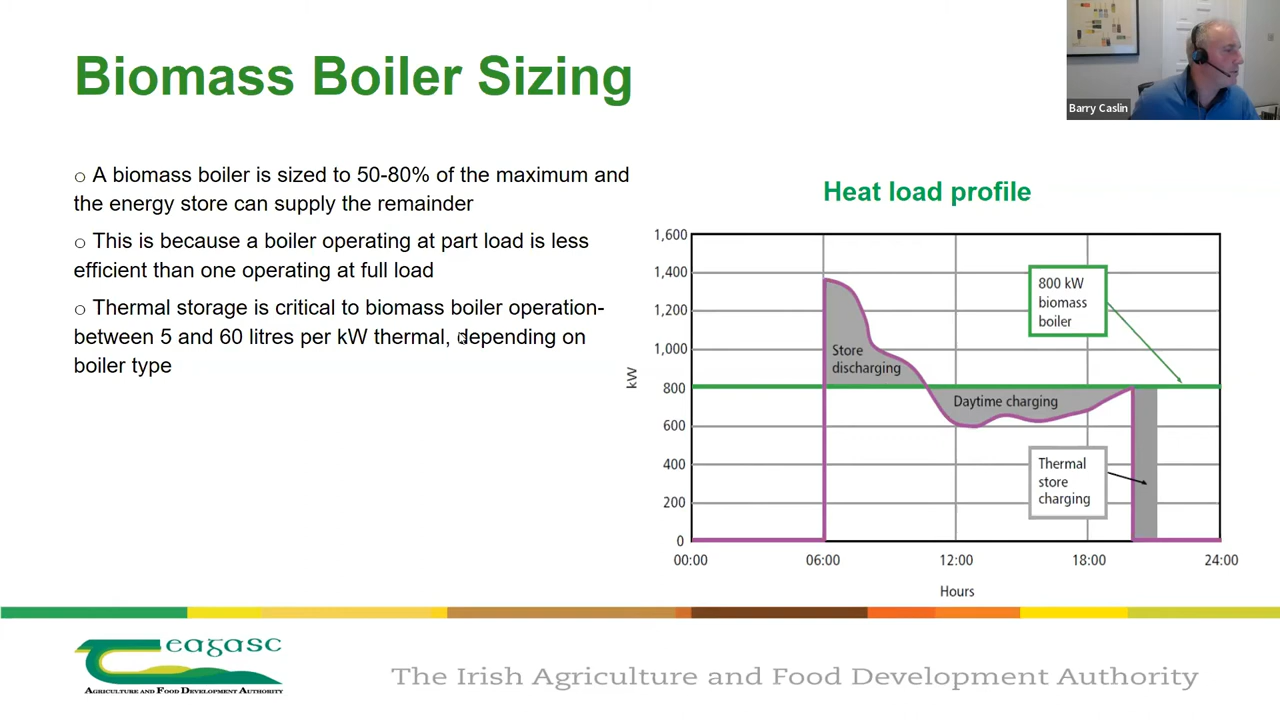 Biomass Boiler Sizing
Barry Caslin
o A biomass boiler is sized to 50-80% of the maximum and
the energy store can supply the remainder
o This is because a boiler operating at part load is less
efficient than one operating at full load
o Thermal storage is critical to biomass boiler operation-
between 5 and 60 litres per kW thermal, depending on
boiler type
Heat load profile
1,600
1,400
1,200
1,000
800
600
400
200
0
kW
800 kW
biomass
boiler
Store
discharging
Daytime charging
Thermal
store
charging
00:00 06:00 12:00 18:00 24:00
Hours
Teagasc
AGRICULTURE AND FOOD DEVELOPMENT AUTHORITY
The Irish Agriculture and Food Development Authority